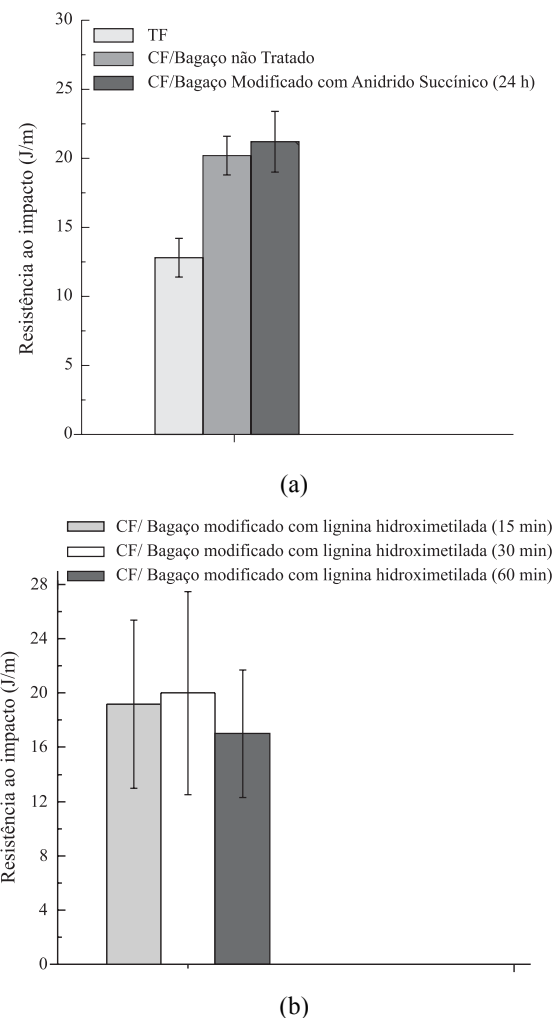 30
TF
CF/Bagaço não Tratado
25
CF/Bagaço Modificado com Anidrido Succínico (24 h)
20
15
10
5
0
Resistência ao impacto (J/m)
(a)
CF/ Bagaço modificado com lignina hidroximetilada (15 min)
CF/ Bagaço modificado com lignina hidroximetilada (30 min)
CF/ Bagaço modificado com lignina hidroximetilada (60 min)
28
24
20
16
12
8
4
0
Resistência ao impacto (J/m)
(b)